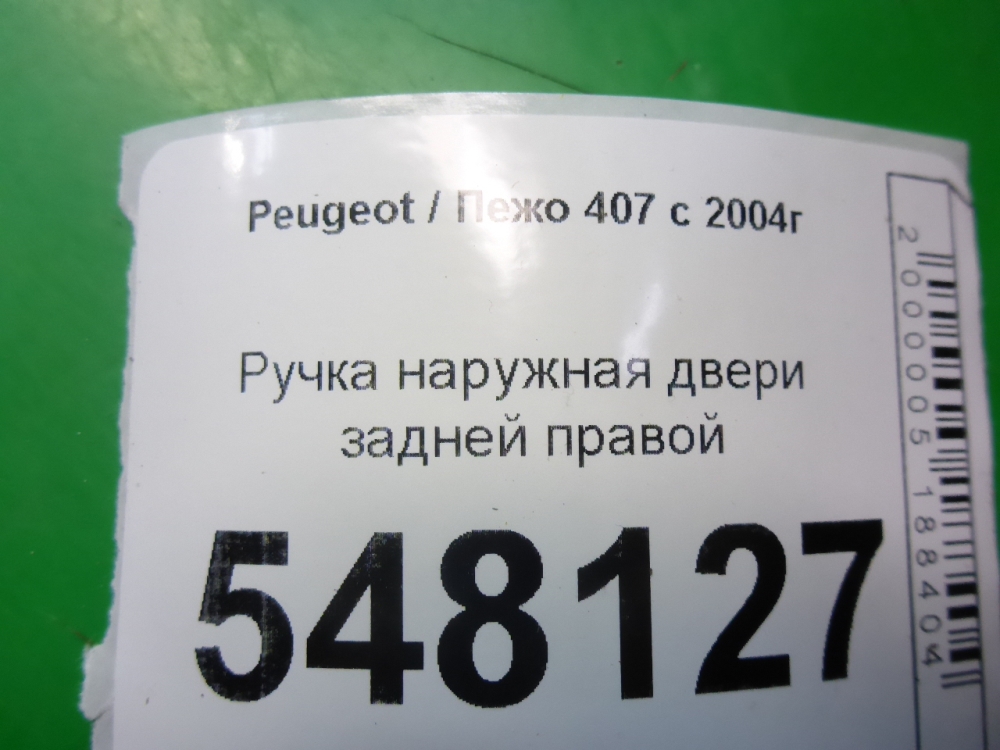 Peugeot / Пежо 407 с 2004г
Ручка наружная двери
задней правой
548127
2000005188404